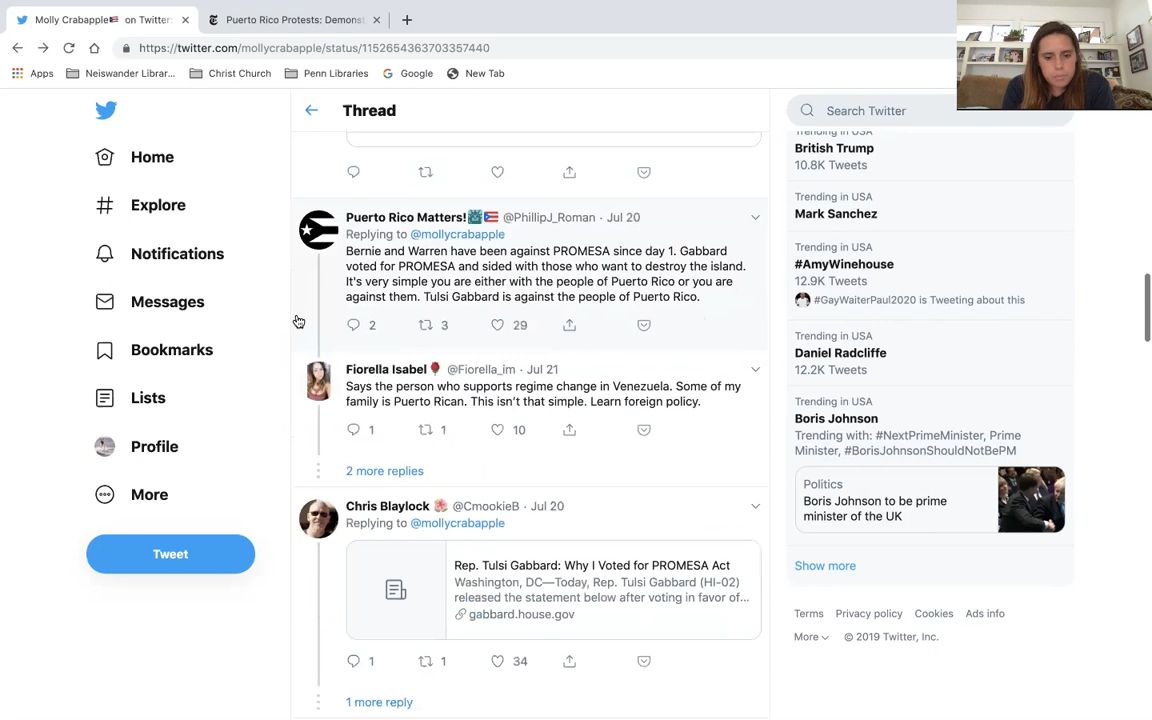 Molly Crabapple🇵🇷 on Twitter:
Puerto Rico Protests: Demonst
https://twitter.com/mollycrabapple/status/1152654363703357440
Apps
Neiswander Librar...
Christ Church
Penn Libraries
Google
New Tab
Home
Explore
Notifications
Messages
Bookmarks
Lists
Profile
More
Tweet
Thread
Puerto Rico Matters! 🇵🇷 @PhillipJ_Roman · Jul 20
Replying to @mollycrabapple
Bernie and Warren have been against PROMESA since day 1. Gabbard
voted for PROMESA and sided with those who want to destroy the island.
It's very simple you are either with the people of Puerto Rico or you are
against them. Tulsi Gabbard is against the people of Puerto Rico.
2 3 29
Fiorella Isabel🌹 @Fiorella_im · Jul 21
Says the person who supports regime change in Venezuela. Some of my
family is Puerto Rican. This isn't that simple. Learn foreign policy.
1 1 10
2 more replies
Chris Blaylock 🌺 @CmookieB · Jul 20
Replying to @mollycrabapple
Rep. Tulsi Gabbard: Why I Voted for PROMESA Act
Washington, DC—Today, Rep. Tulsi Gabbard (HI-02)
released the statement below after voting in favor of...
gabbard.house.gov
1 1 34
1 more reply
Search Twitter
Trending in USA
British Trump
10.8K Tweets
Trending in USA
Mark Sanchez
Trending in USA
#AmyWinehouse
12.9K Tweets
#GayWaiterPaul2020 is Tweeting about this
Trending in USA
Daniel Radcliffe
12.2K Tweets
Trending in USA
Boris Johnson
Trending with: #NextPrimeMinister, Prime
Minister, #BorisJohnsonShouldNotBePM
Politics
Boris Johnson to be prime
minister of the UK
Show more
Terms Privacy policy Cookies Ads info
More © 2019 Twitter, Inc.